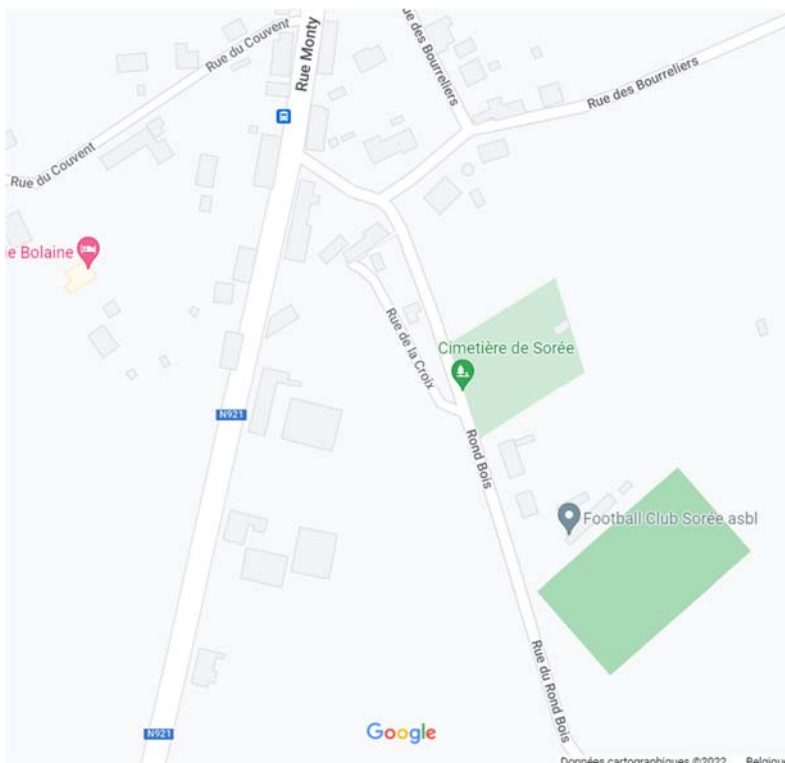 Rue du Couvent
Rue Monty
ue des Bourreliers
Rue des Bourreliers
Rue du Couvent
ie Bolaine
Rue de la Croix
Cimetière de Sorée
N921
Rond Bois
Football Club Sorée asbl
Rue du Rond Bois
N921
Google
Données cartographiques ©2022 Belgique